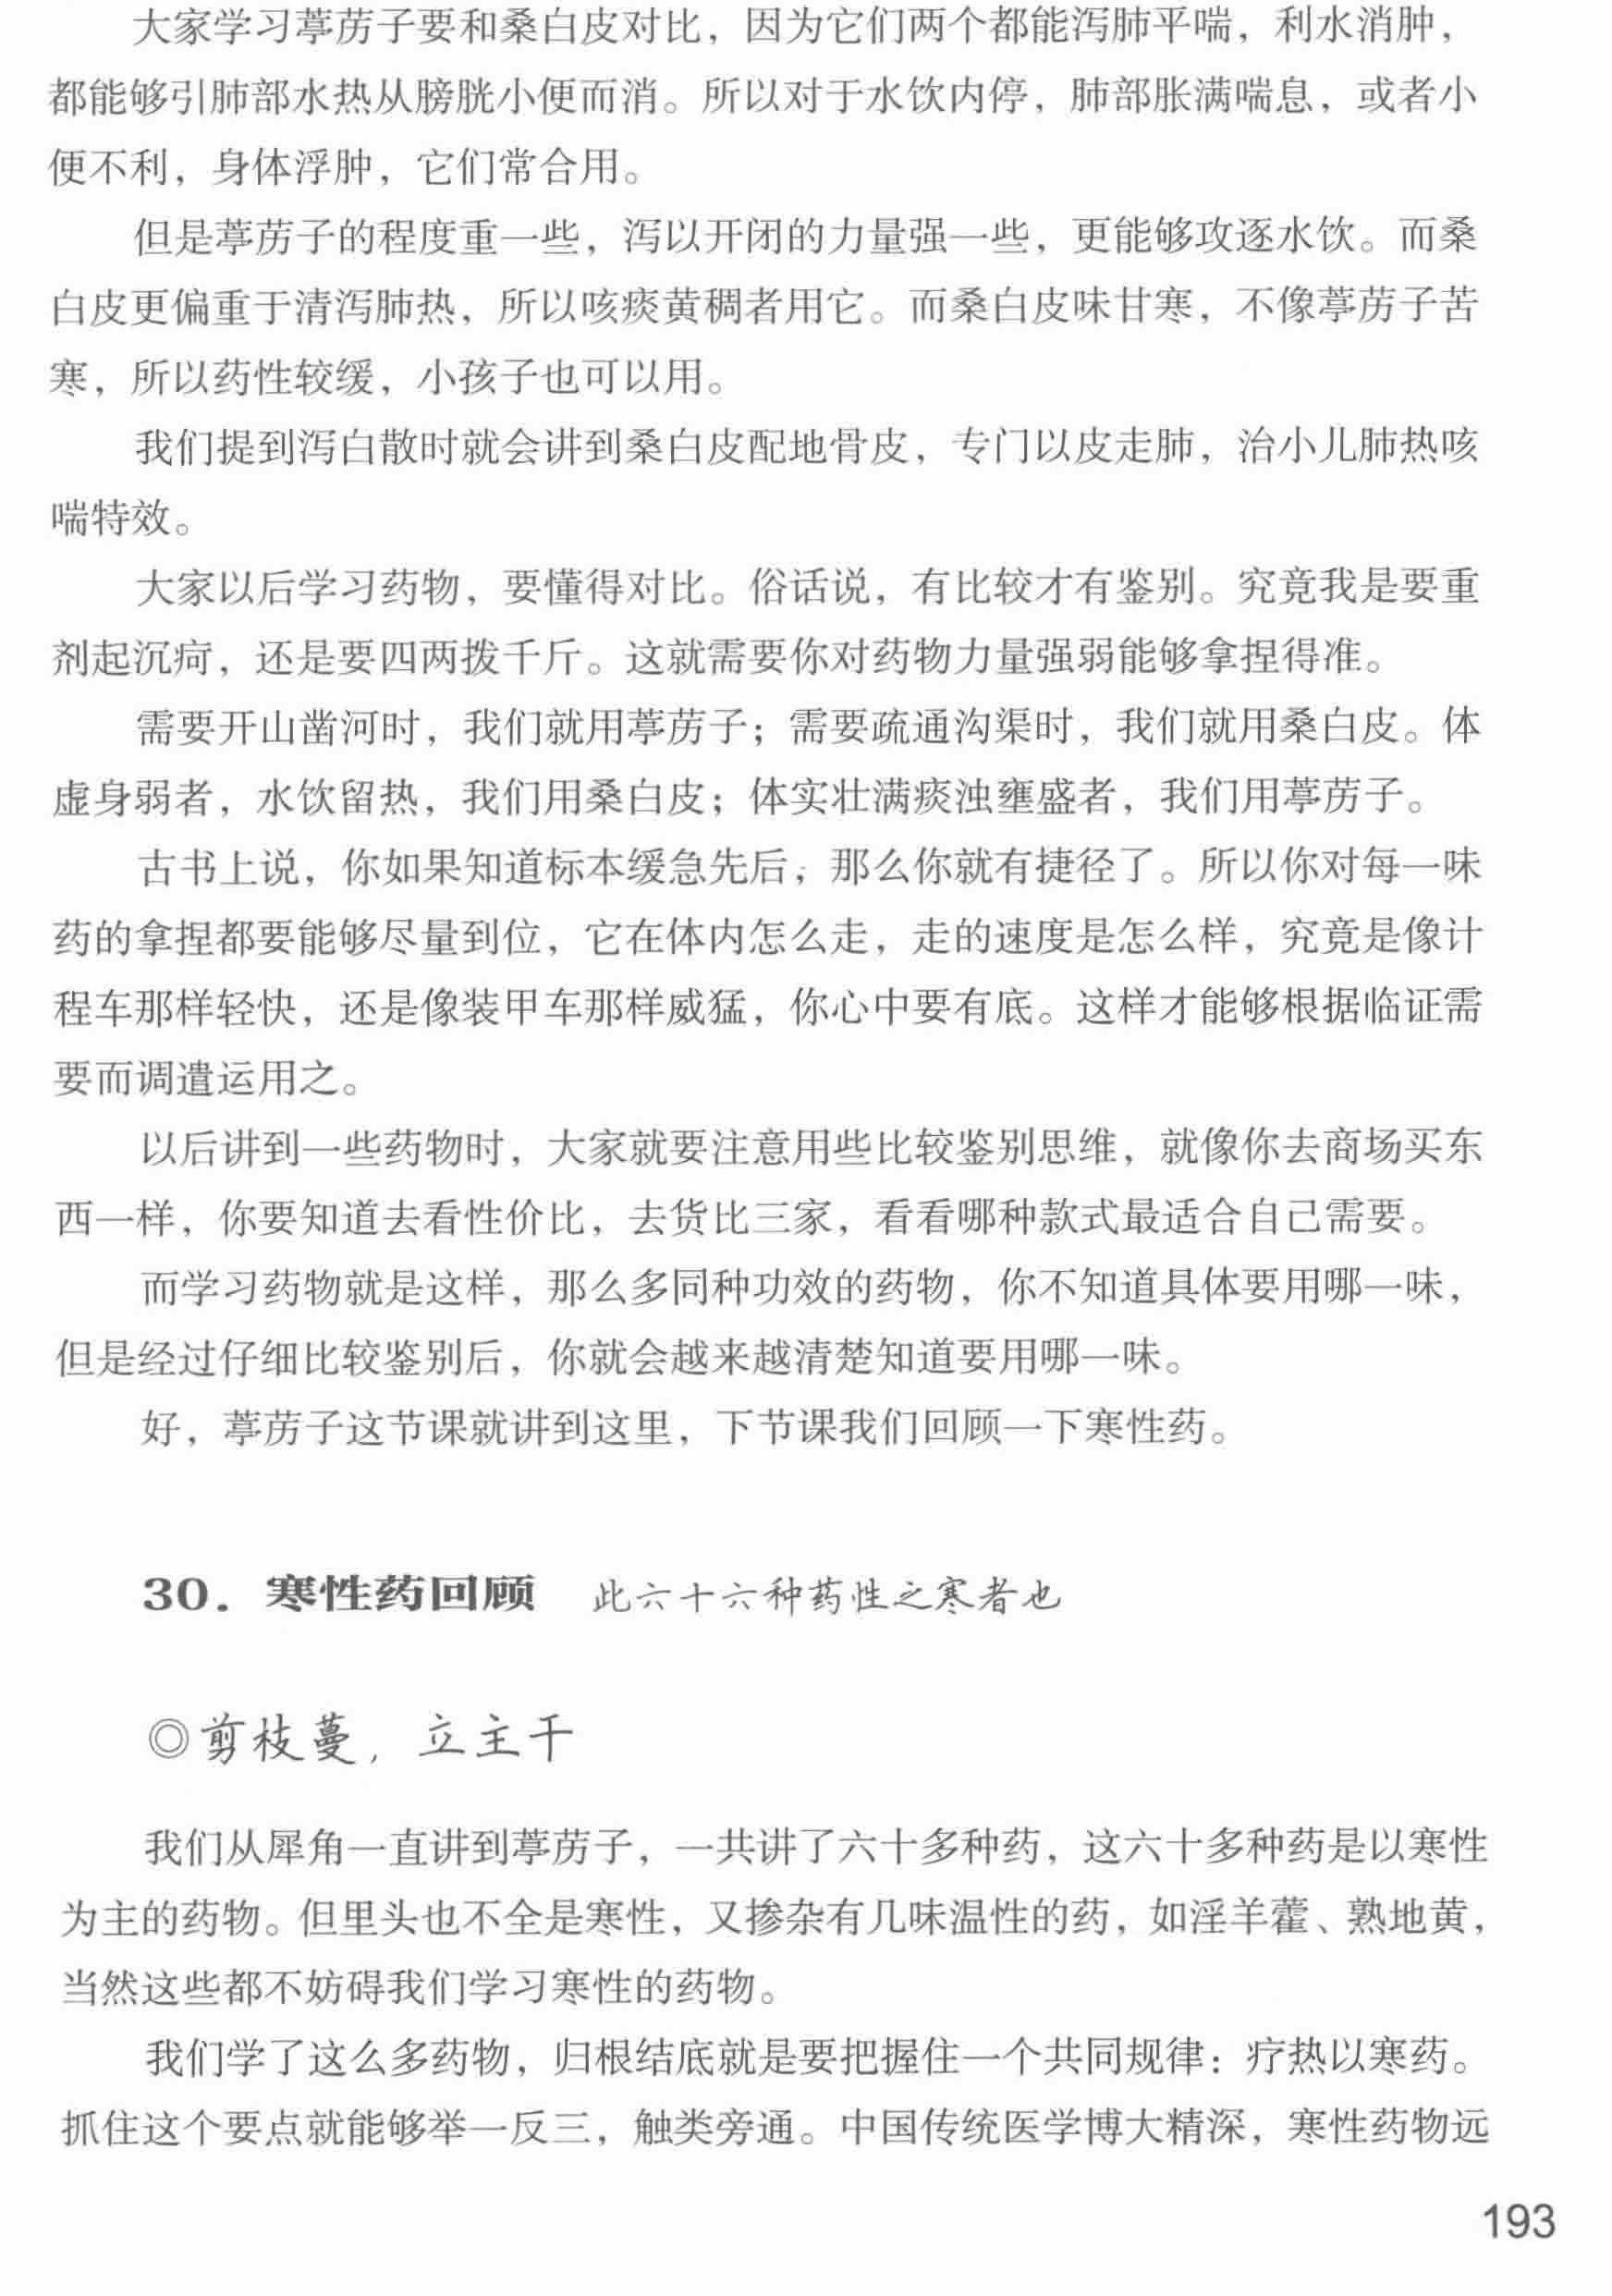 大家学习葶苈子要和桑白皮对比，因为它们两个都能泻肺平喘，利水消肿，
都能够引肺部水热从膀胱小便而消。所以对于水饮内停，肺部胀满喘息，或者小
便不利，身体浮肿，它们常合用。
但是葶苈子的程度重一些，泻以开闭的力量强一些，更能够攻逐水饮。而桑
白皮更偏重于清泻肺热，所以咳痰黄稠者用它。而桑白皮味甘寒，不像葶苈子苦
寒，所以药性较缓，小孩子也可以用。
我们提到泻白散时就会讲到桑白皮配地骨皮，专门以皮走肺，治小儿肺热咳
喘特效。
大家以后学习药物，要懂得对比。俗话说，有比较才有鉴别。究竟我是要重
剂起沉疴，还是要四两拨千斤。这就需要你对药物力量强弱能够拿捏得准。
需要开山凿河时，我们就用葶苈子；需要疏通沟渠时，我们就用桑白皮。体
虚身弱者，水饮留热，我们用桑白皮；体实壮满痰浊壅盛者，我们用葶苈子。
古书上说，你如果知道标本缓急先后，那么你就有捷径了。所以你对每一味
药的拿捏都要能够尽量到位，它在体内怎么走，走的速度是怎么样，究竟是像计
程车那样轻快，还是像装甲车那样威猛，你心中要有底。这样才能够根据临证需
要而调遣运用之。
以后讲到一些药物时，大家就要注意用些比较鉴别思维，就像你去商场买东
西一样，你要知道去看性价比，去货比三家，看看哪种款式最适合自己需要。
而学习药物就是这样，那么多同种功效的药物，你不知道具体要用哪一味，
但是经过仔细比较鉴别后，你就会越来越清楚知道要用哪一味。
好，葶苈子这节课就讲到这里，下节课我们回顾一下寒性药。
30．寒性药回顾 此六十六种药性之寒者也
◎剪枝蔓，立主干
我们从犀角一直讲到葶苈子，一共讲了六十多种药，这六十多种药是以寒性
为主的药物。但里头也不全是寒性，又掺杂有几味温性的药，如淫羊藿、熟地黄，
当然这些都不妨碍我们学习寒性的药物。
我们学了这么多药物，归根结底就是要把握住一个共同规律：疗热以寒药。
抓住这个要点就能够举一反三，触类旁通。中国传统医学博大精深，寒性药物远
193